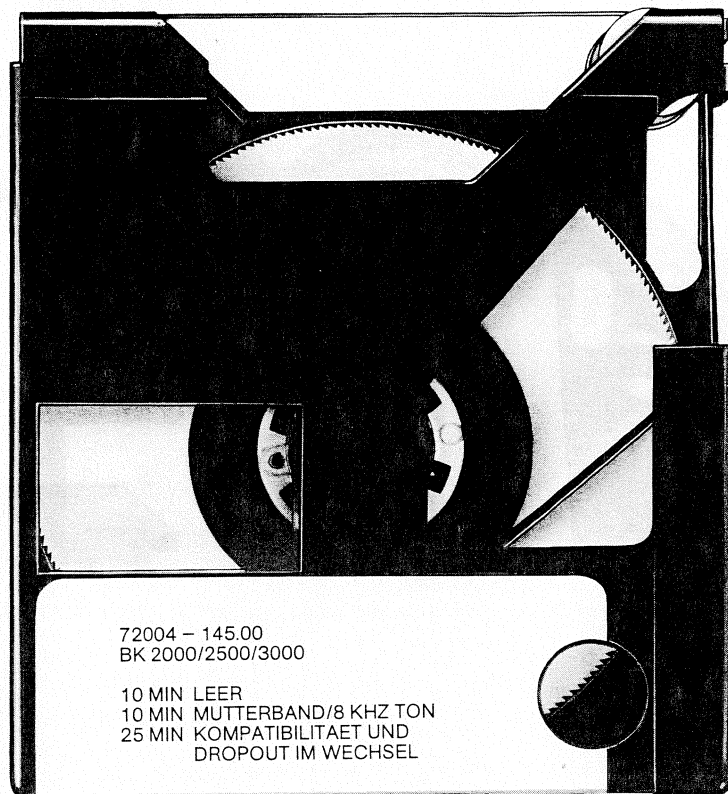 72004 – 145.00
BK 2000/2500/3000
10 MIN LEER
10 MIN MUTTERBAND/8 KHZ TON
25 MIN KOMPATIBILITAET UND
DROPOUT IM WECHSEL